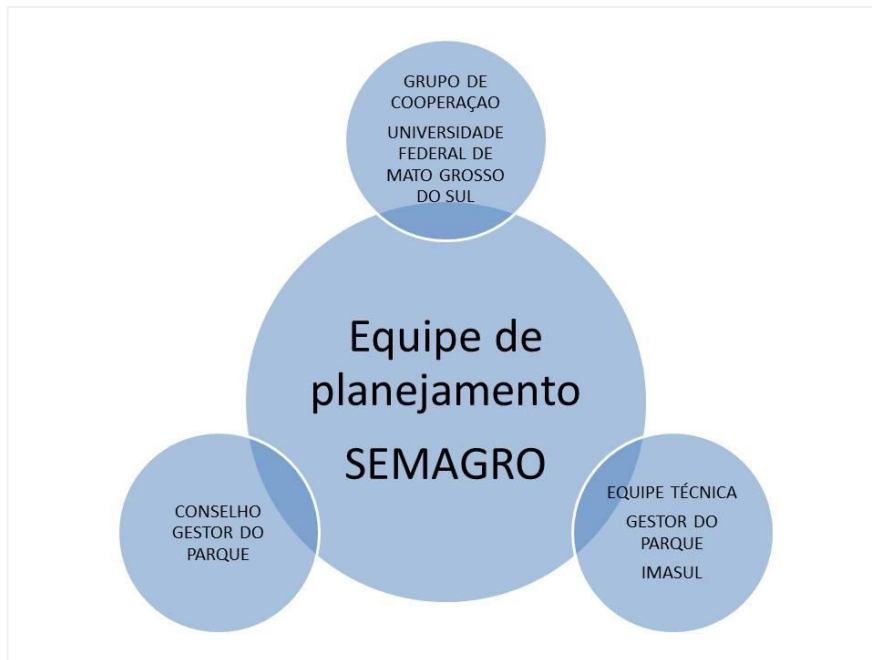 GRUPO DE
COOPERAÇAO
UNIVERSIDADE
FEDERAL DE
MATO GROSSO
DO SUL
Equipe de
planejamento
SEMAGRO
CONSELHO
GESTOR DO
PARQUE
EQUIPE TÉCNICA
GESTOR DO
PARQUE
IMASUL